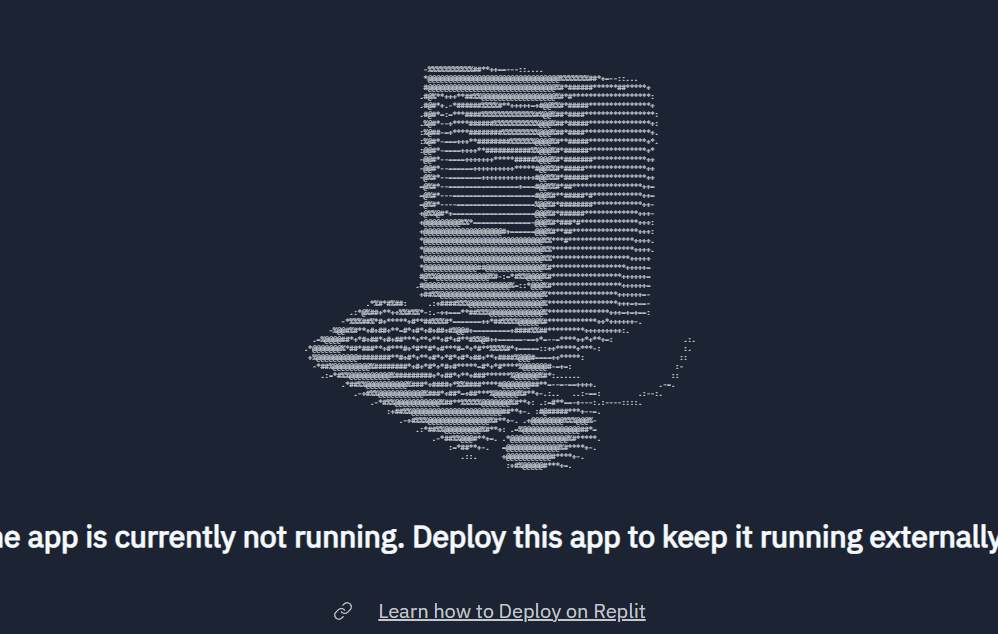 e app is currently not running. Deploy this app to keep it running externally
Learn how to Deploy on Replit